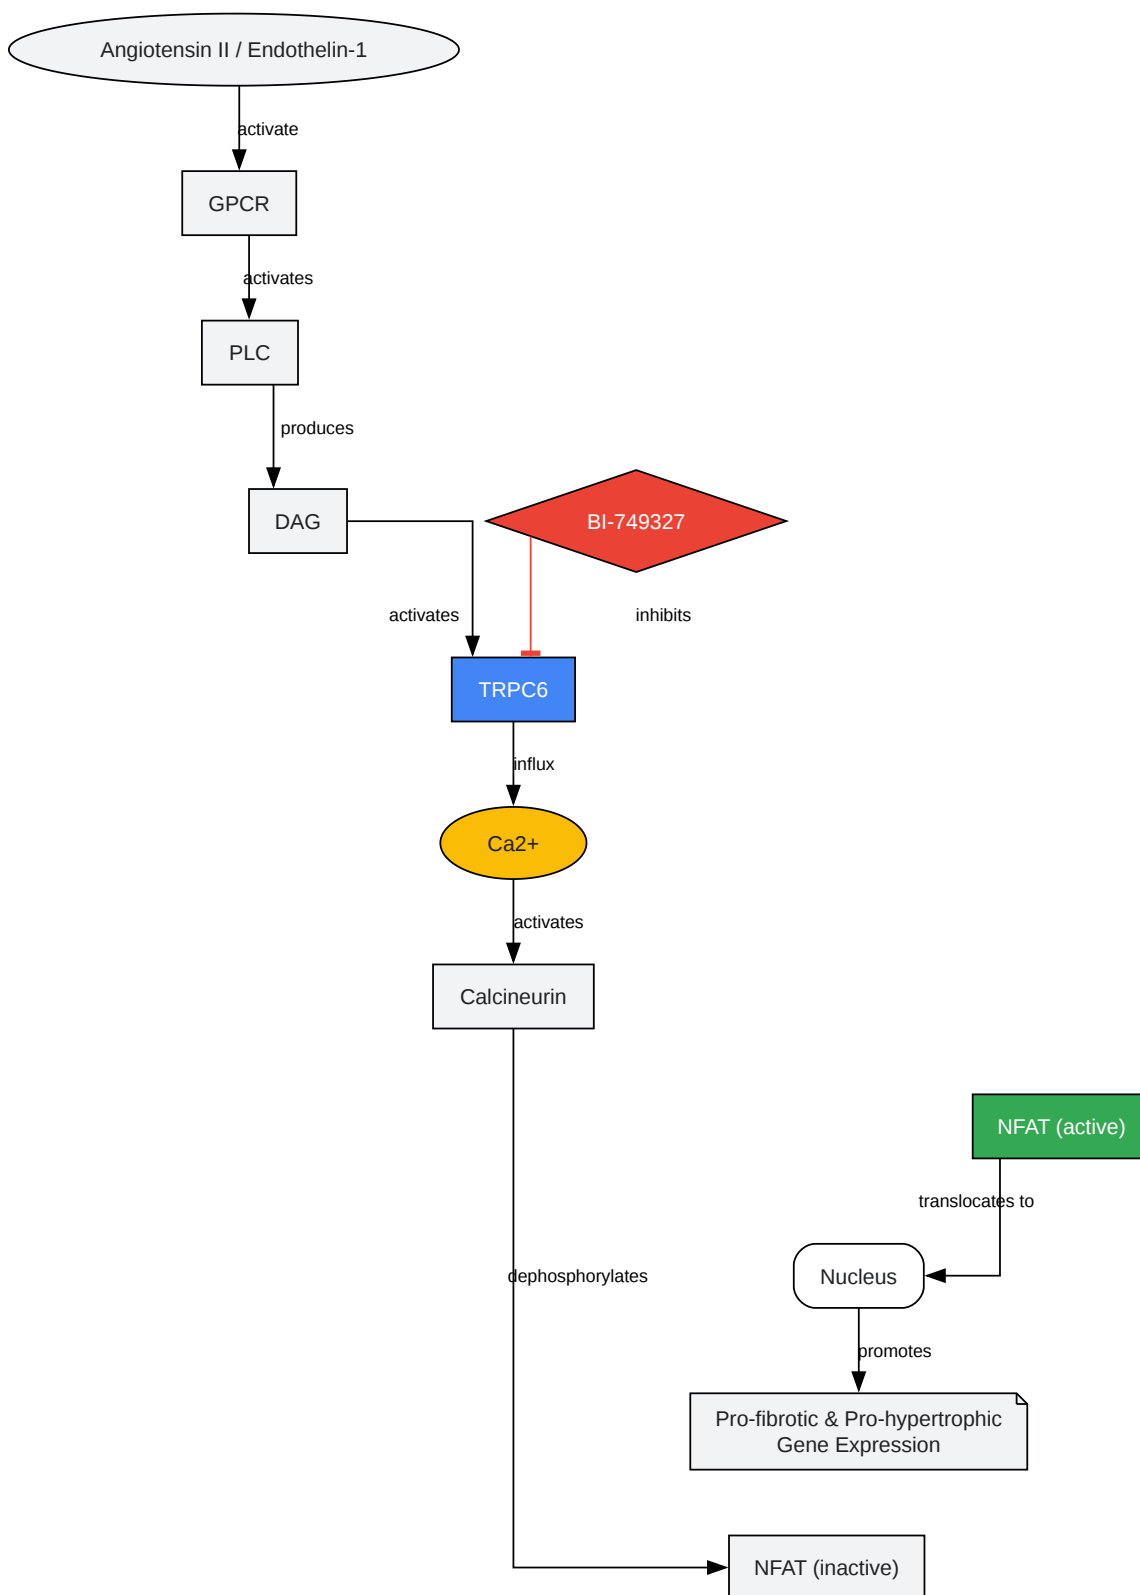 Angiotensin II / Endothelin-1
activate
GPCR
activates
PLC
produces
DAG
BI-749327
activates
inhibits
TRPC6
influx
Ca2+
activates
Calcineurin
NFAT (active)
translocates to
dephosphorylates
Nucleus
promotes
Pro-fibrotic & Pro-hypertrophic
Gene Expression
NFAT (inactive)